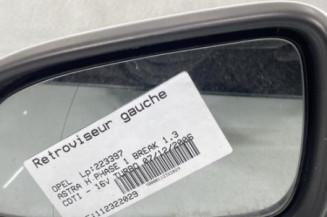 Retroviseur gauche
OPEL Lp:223397
ASTRA H PHASE 1 BREAK 1.3
CDTI - 16V TURBO 07/12/2006